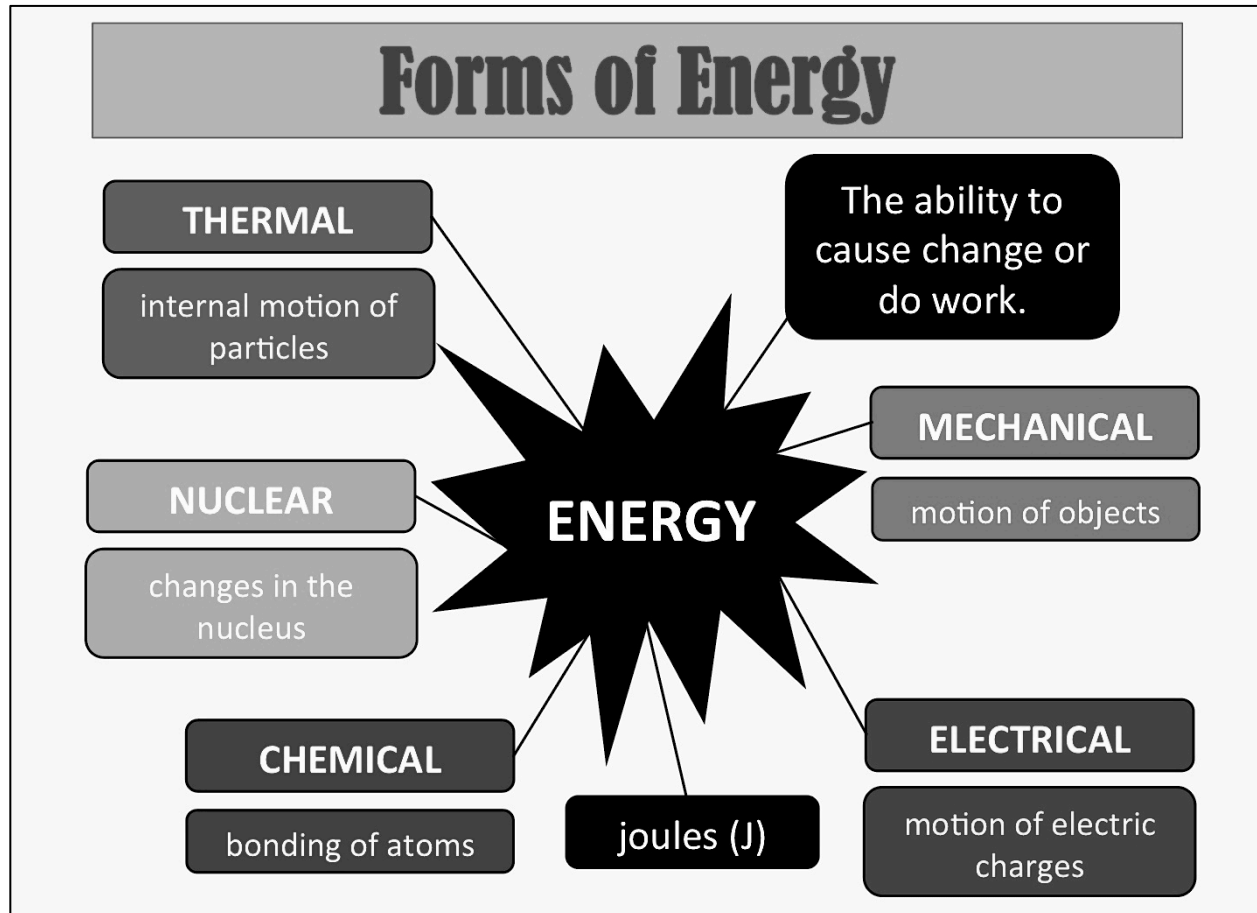 Forms of Energy
THERMAL
internal motion of
particles
The ability to
cause change or
do work.
MECHANICAL
motion of objects
NUCLEAR
changes in the
nucleus
ENERGY
CHEMICAL
bonding of atoms
joules (J)
ELECTRICAL
motion of electric
charges